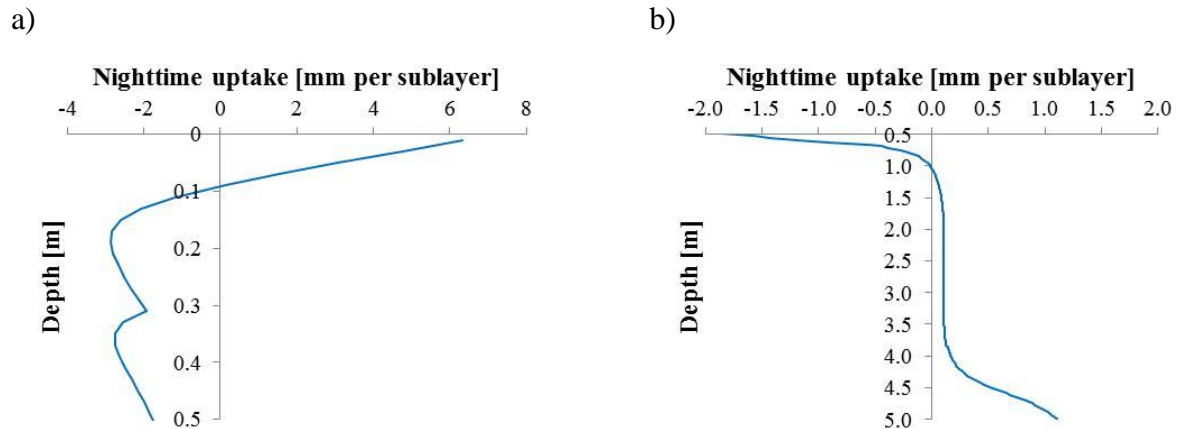 a)
Nighttime uptake [mm per sublayer]
-4 -2 0 2 4 6 8
0
0.1
0.2
0.3
0.4
0.5
Depth [m]
b)
Nighttime uptake [mm per sublayer]
-2.0 -1.5 -1.0 -0.5 0.0 0.5 1.0 1.5 2.0
0.5
1.0
1.5
2.0
2.5
3.0
3.5
4.0
4.5
5.0
Depth [m]